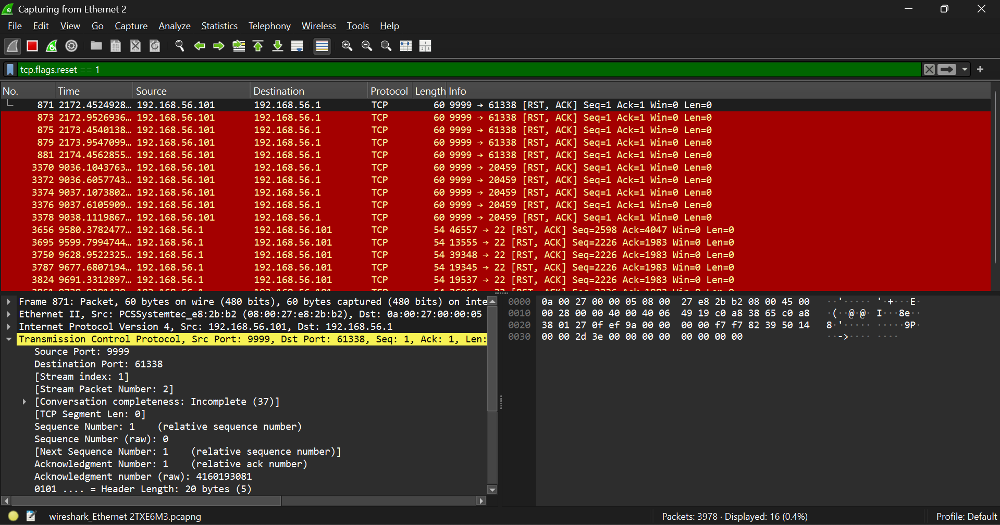 Capturing from Ethernet 2
File Edit View Go Capture Analyze Statistics Telephony Wireless Tools Help
tcp.flags.reset == 1
No. Time Source Destination Protocol Length Info
871 2172.4524928… 192.168.56.101 192.168.56.1 TCP 60 9999 → 61338 [RST, ACK] Seq=1 Ack=1 Win=0 Len=0
873 2172.9526936… 192.168.56.101 192.168.56.1 TCP 60 9999 → 61338 [RST, ACK] Seq=1 Ack=1 Win=0 Len=0
875 2173.4540138… 192.168.56.101 192.168.56.1 TCP 60 9999 → 61338 [RST, ACK] Seq=1 Ack=1 Win=0 Len=0
879 2173.9547099… 192.168.56.101 192.168.56.1 TCP 60 9999 → 61338 [RST, ACK] Seq=1 Ack=1 Win=0 Len=0
881 2174.4562855… 192.168.56.101 192.168.56.1 TCP 60 9999 → 61338 [RST, ACK] Seq=1 Ack=1 Win=0 Len=0
3370 9036.1043763… 192.168.56.101 192.168.56.1 TCP 60 9999 → 20459 [RST, ACK] Seq=1 Ack=1 Win=0 Len=0
3372 9036.6057743… 192.168.56.101 192.168.56.1 TCP 60 9999 → 20459 [RST, ACK] Seq=1 Ack=1 Win=0 Len=0
3374 9037.1073802… 192.168.56.101 192.168.56.1 TCP 60 9999 → 20459 [RST, ACK] Seq=1 Ack=1 Win=0 Len=0
3376 9037.6105909… 192.168.56.101 192.168.56.1 TCP 60 9999 → 20459 [RST, ACK] Seq=1 Ack=1 Win=0 Len=0
3378 9038.1119867… 192.168.56.101 192.168.56.1 TCP 60 9999 → 20459 [RST, ACK] Seq=1 Ack=1 Win=0 Len=0
3656 9580.3782477… 192.168.56.1 192.168.56.101 TCP 54 46557 → 22 [RST, ACK] Seq=2598 Ack=4047 Win=0 Len=0
3695 9599.7994744… 192.168.56.1 192.168.56.101 TCP 54 13555 → 22 [RST, ACK] Seq=2226 Ack=1983 Win=0 Len=0
3750 9628.9522325… 192.168.56.1 192.168.56.101 TCP 54 39348 → 22 [RST, ACK] Seq=2226 Ack=1983 Win=0 Len=0
3787 9677.6807194… 192.168.56.1 192.168.56.101 TCP 54 19345 → 22 [RST, ACK] Seq=2226 Ack=1983 Win=0 Len=0
3824 9691.3312897… 192.168.56.1 192.168.56.101 TCP 54 19537 → 22 [RST, ACK] Seq=2226 Ack=1983 Win=0 Len=0
Frame 871: Packet, 60 bytes on wire (480 bits), 60 bytes captured (480 bits) on inte
Ethernet II, Src: PCSSystemtec_e8:2b:b2 (08:00:27:e8:2b:b2), Dst: 0a:00:27:00:00:05
Internet Protocol Version 4, Src: 192.168.56.101, Dst: 192.168.56.1
Transmission Control Protocol, Src Port: 9999, Dst Port: 61338, Seq: 1, Ack: 1, Len:
Source Port: 9999
Destination Port: 61338
[Stream index: 1]
[Stream Packet Number: 2]
[Conversation completeness: Incomplete (37)]
[TCP Segment Len: 0]
Sequence Number: 1 (relative sequence number)
Sequence Number (raw): 0
[Next Sequence Number: 1 (relative sequence number)]
Acknowledgment Number: 1 (relative ack number)
Acknowledgment number (raw): 4160193081
0101 .... = Header Length: 20 bytes (5)
0000 0a 00 27 00 00 05 08 00 27 e8 2b b2 08 00 45 00 ··'····· '·+···E·
0010 00 28 00 00 40 00 40 06 49 19 c0 a8 38 65 c0 a8 ·(··@·@· I···8e··
0020 38 01 27 0f ef 9a 00 00 00 00 f7 f7 82 39 50 14 8·'····· ·····9P·
0030 00 00 2d 3e 00 00 00 00 00 00 00 00 ··->···· ····
wireshark_Ethernet 2TXE6M3.pcapng
Packets: 3978 · Displayed: 16 (0.4%)
Profile: Default